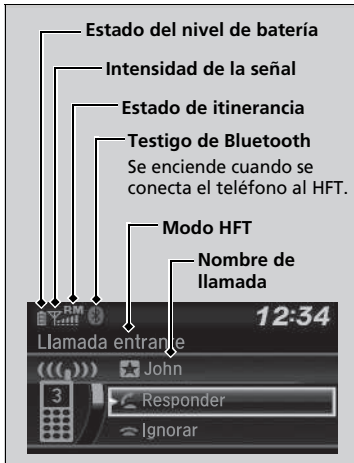 Estado del nivel de batería
Intensidad de la señal
Estado de itinerancia
Testigo de Bluetooth
Se enciende cuando se
conecta el teléfono al HFT.
Modo HFT
Nombre de
llamada
RM
12:34
Llamada entrante
John
3
Responder
Ignorar